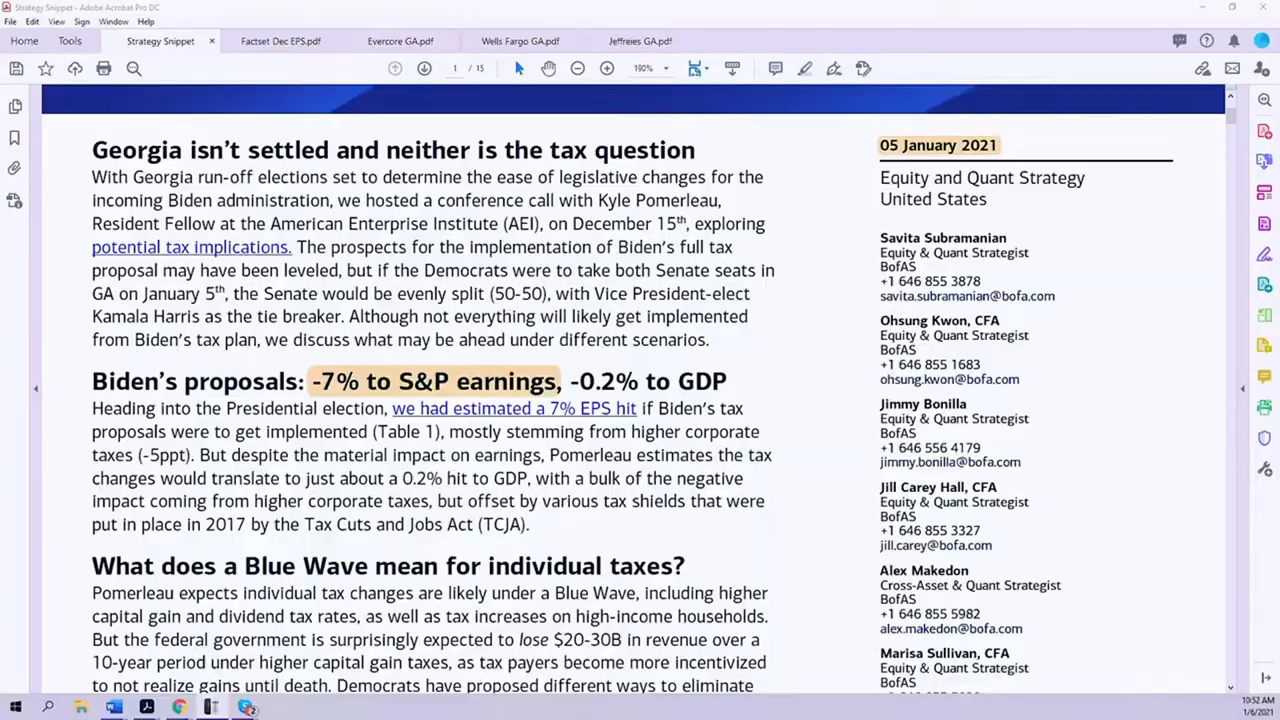 Strategy Snippet - Adobe Acrobat Pro DC
File Edit View Sign Window Help
Home Tools Strategy Snippet × Factset Dec EPS.pdf Evercore GA.pdf Wells Fargo GA.pdf Jeffreies GA.pdf
1 / 15 190%
Georgia isn't settled and neither is the tax question
With Georgia run-off elections set to determine the ease of legislative changes for the
incoming Biden administration, we hosted a conference call with Kyle Pomerleau,
Resident Fellow at the American Enterprise Institute (AEI), on December 15th, exploring
potential tax implications. The prospects for the implementation of Biden's full tax
proposal may have been leveled, but if the Democrats were to take both Senate seats in
GA on January 5th, the Senate would be evenly split (50-50), with Vice President-elect
Kamala Harris as the tie breaker. Although not everything will likely get implemented
from Biden's tax plan, we discuss what may be ahead under different scenarios.
Biden's proposals: -7% to S&P earnings, -0.2% to GDP
Heading into the Presidential election, we had estimated a 7% EPS hit if Biden's tax
proposals were to get implemented (Table 1), mostly stemming from higher corporate
taxes (-5ppt). But despite the material impact on earnings, Pomerleau estimates the tax
changes would translate to just about a 0.2% hit to GDP, with a bulk of the negative
impact coming from higher corporate taxes, but offset by various tax shields that were
put in place in 2017 by the Tax Cuts and Jobs Act (TCJA).
What does a Blue Wave mean for individual taxes?
Pomerleau expects individual tax changes are likely under a Blue Wave, including higher
capital gain and dividend tax rates, as well as tax increases on high-income households.
But the federal government is surprisingly expected to lose $20-30B in revenue over a
10-year period under higher capital gain taxes, as tax payers become more incentivized
to not realize gains until death. Democrats have proposed different ways to eliminate
05 January 2021
Equity and Quant Strategy
United States
Savita Subramanian
Equity & Quant Strategist
BofAS
+1 646 855 3878
savita.subramanian@bofa.com
Ohsung Kwon, CFA
Equity & Quant Strategist
BofAS
+1 646 855 1683
ohsung.kwon@bofa.com
Jimmy Bonilla
Equity & Quant Strategist
BofAS
+1 646 556 4179
jimmy.bonilla@bofa.com
Jill Carey Hall, CFA
Equity & Quant Strategist
BofAS
+1 646 855 3327
jill.carey@bofa.com
Alex Makedon
Cross-Asset & Quant Strategist
BofAS
+1 646 855 5982
alex.makedon@bofa.com
Marisa Sullivan, CFA
Equity & Quant Strategist
BofAS
10:52 AM
1/6/2021